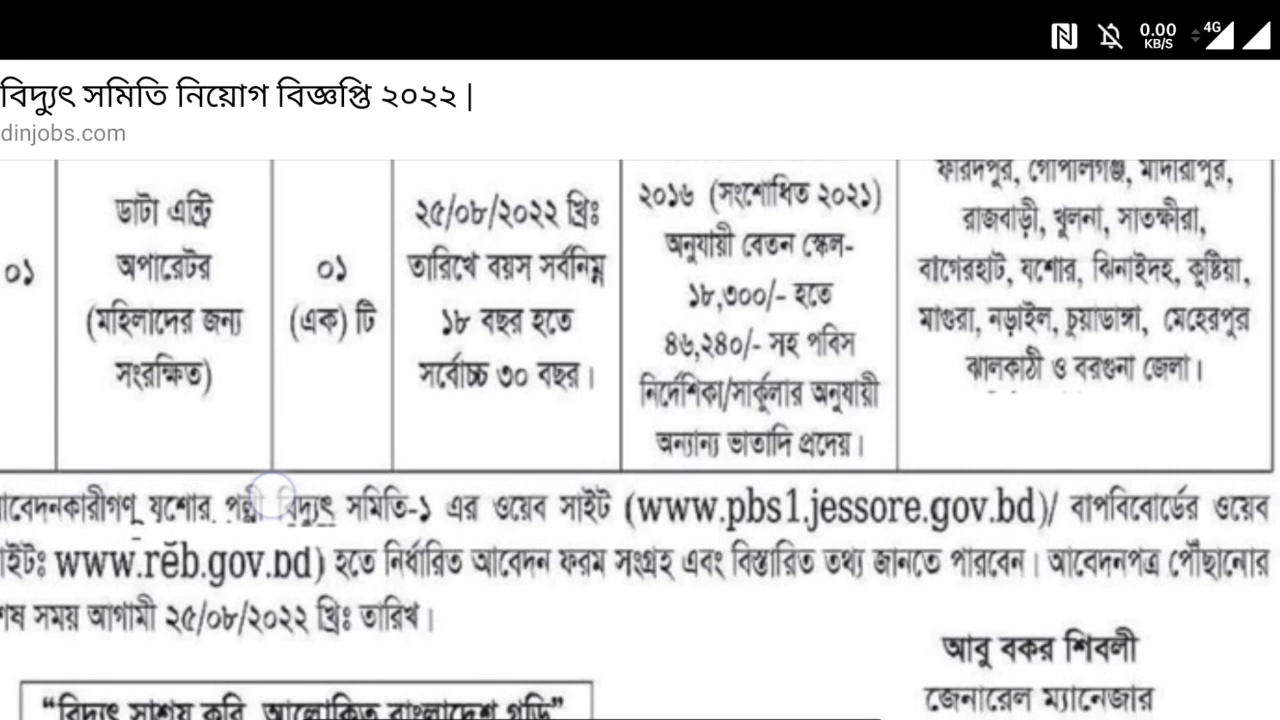 0.00
KB/S
4G
বিদ্যুৎ সমিতি নিয়োগ বিজ্ঞপ্তি ২০২২ |
dinjobs.com
০১
ডাটা এন্ট্রি
অপারেটর
(মহিলাদের জন্য
সংরক্ষিত)
০১
(এক) টি
২৫/০৮/২০২২ খ্রিঃ
তারিখে বয়স সর্বনিম্ন
১৮ বছর হতে
সর্বোচ্চ ৩০ বছর।
২০১৬ (সংশোধিত ২০২১)
অনুযায়ী বেতন স্কেল-
১৮,৩০০/- হতে
৪৬,২৪০/- সহ পবিস
নির্দেশিকা/সার্কুলার অনুযায়ী
অন্যান্য ভাতাদি প্রদেয়।
ফরিদপুর, গোপালগঞ্জ, মাদারীপুর,
রাজবাড়ী, খুলনা, সাতক্ষীরা,
বাগেরহাট, যশোর, ঝিনাইদহ, কুষ্টিয়া,
মাগুরা, নড়াইল, চুয়াডাঙ্গা, মেহেরপুর
ঝালকাঠী ও বরগুনা জেলা।
াবেদনকারীগণ যশোর পল্লী বিদ্যুৎ সমিতি-১ এর ওয়েব সাইট (www.pbs1.jessore.gov.bd)/ বাপবিবোর্ডের ওয়েব
াইটঃ www.reb.gov.bd) হতে নির্ধারিত আবেদন ফরম সংগ্রহ এবং বিস্তারিত তথ্য জানতে পারবেন। আবেদনপত্র পৌঁছানোর
শষ সময় আগামী ২৫/০৮/২০২২ খ্রিঃ তারিখ।
আবু বকর শিবলী
জেনারেল ম্যানেজার
“বিদ্যুৎ সাশ্রয় করি, আলোকিত বাংলাদেশ গড়ি”